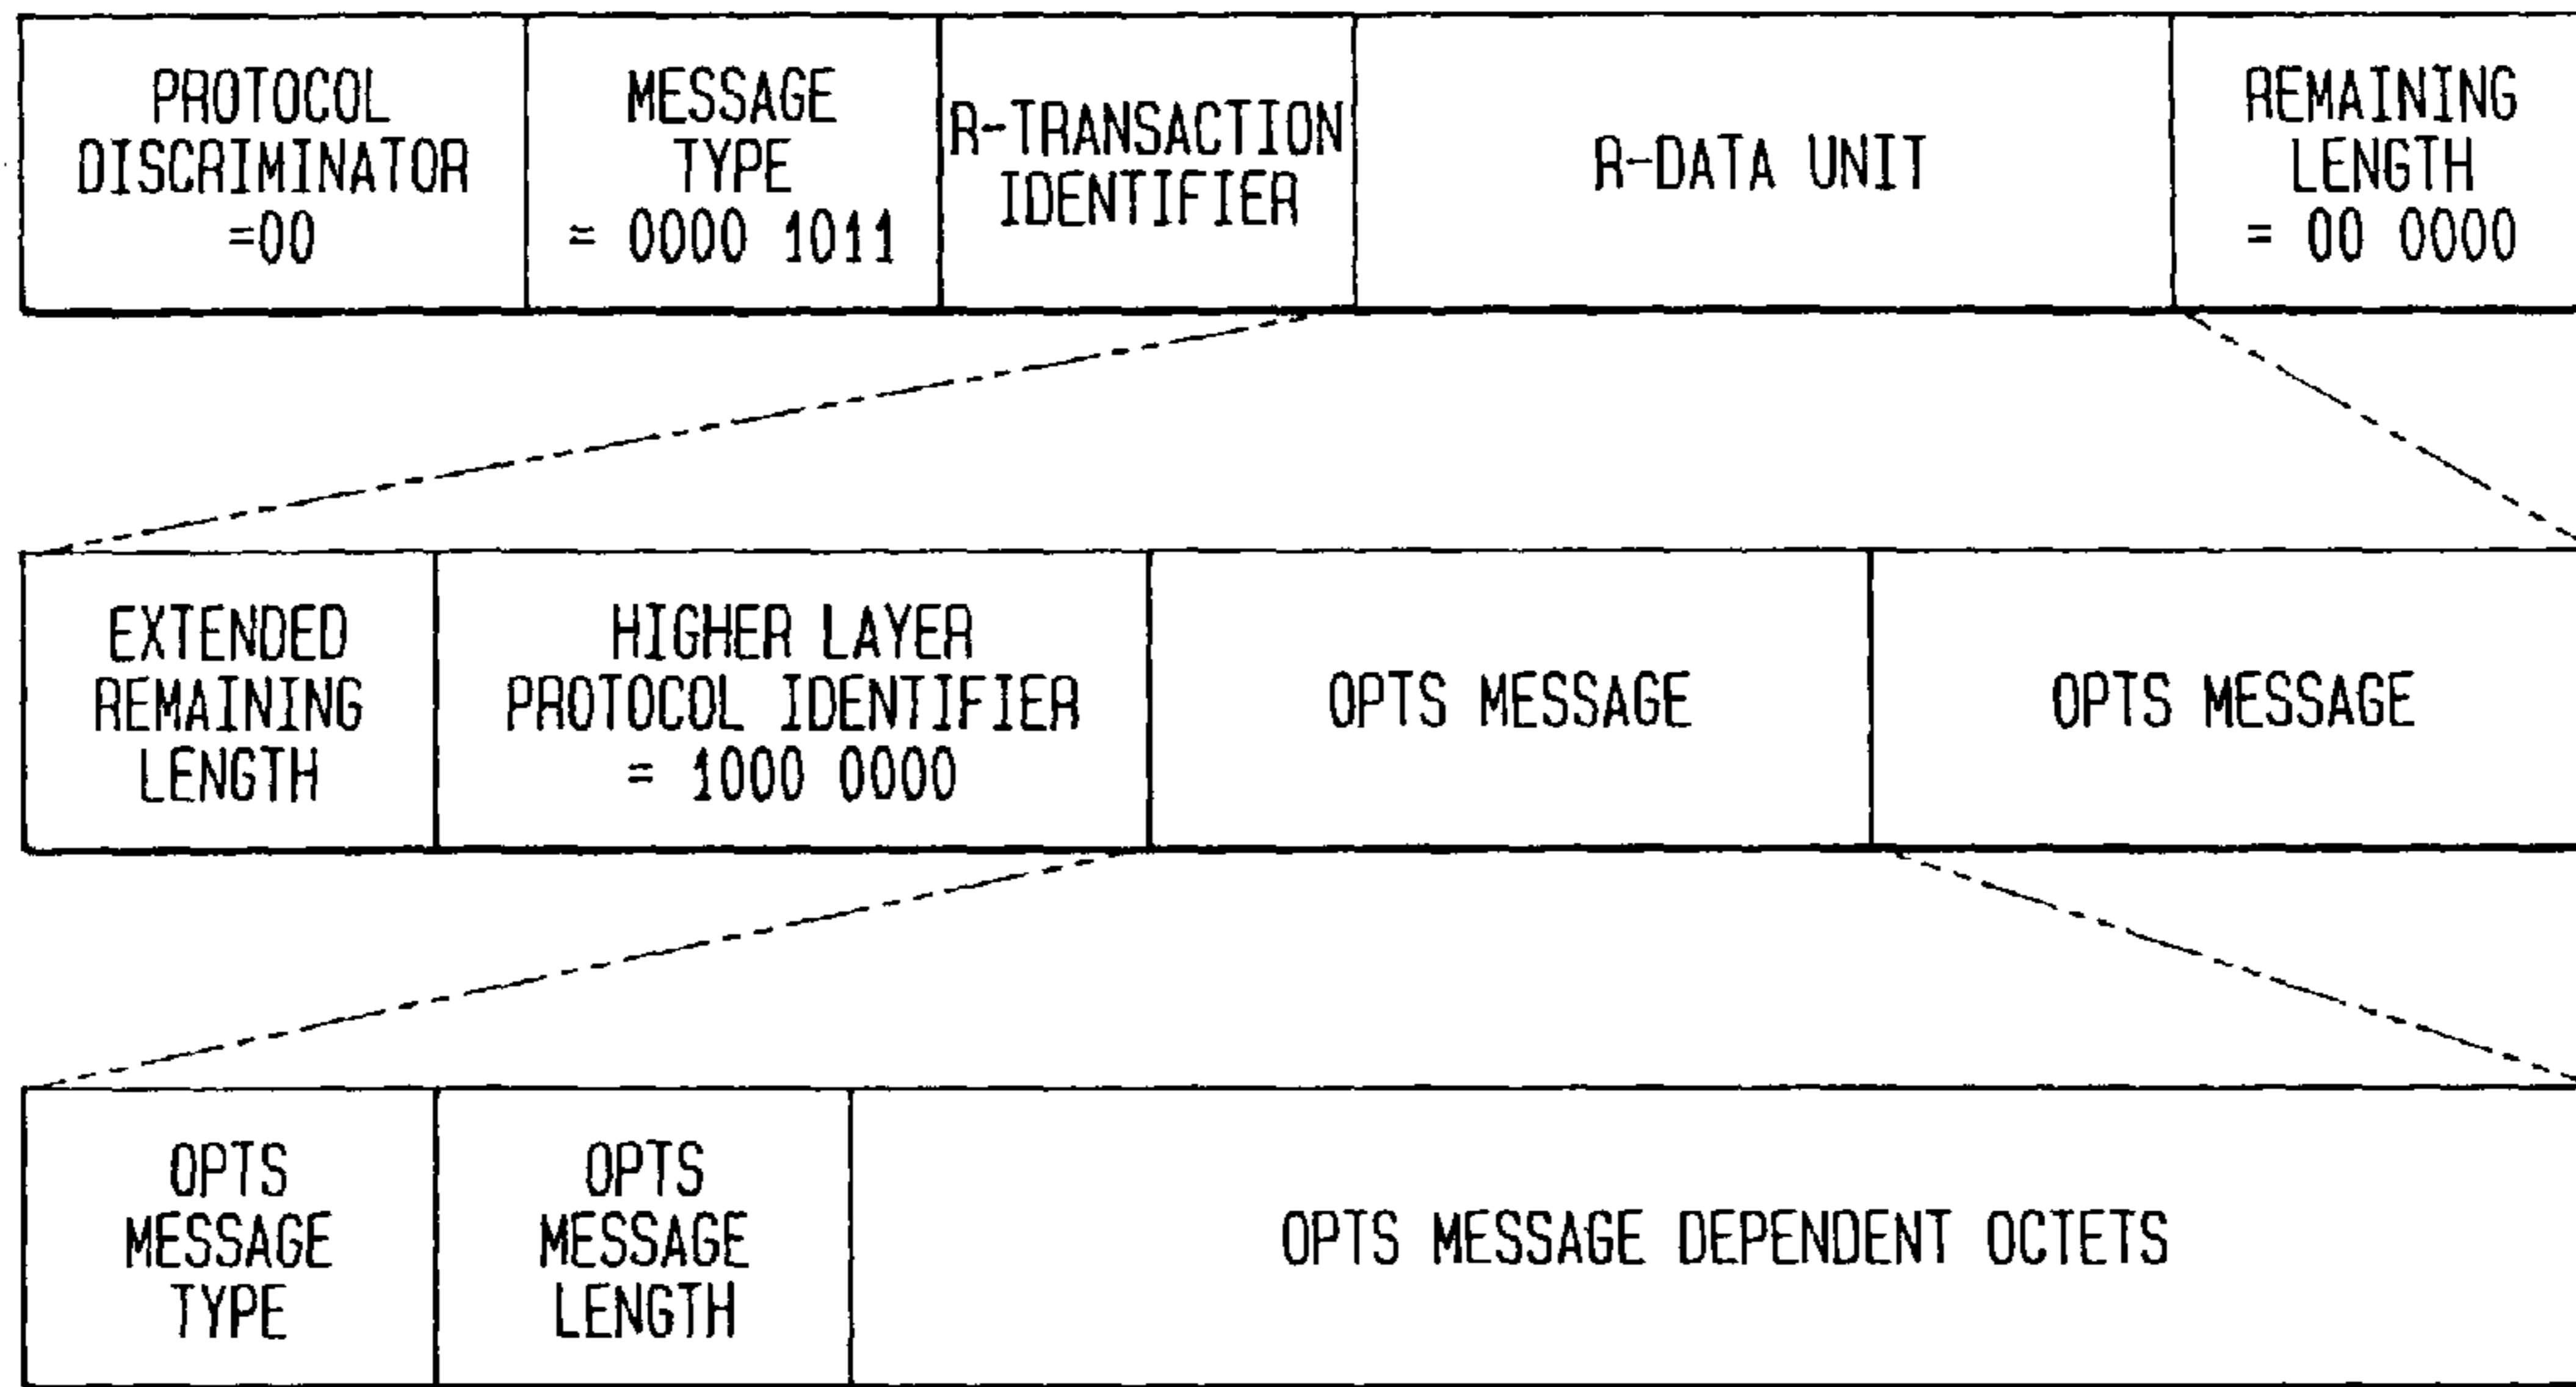 PROTOCOL
DISCRIMINATOR
=00
MESSAGE
TYPE
= 0000 1011
R-TRANSACTION
IDENTIFIER
R-DATA UNIT
REMAINING
LENGTH
= 00 0000
EXTENDED
REMAINING
LENGTH
HIGHER LAYER
PROTOCOL IDENTIFIER
= 1000 0000
OPTS MESSAGE
OPTS MESSAGE
OPTS
MESSAGE
TYPE
OPTS
MESSAGE
LENGTH
OPTS MESSAGE DEPENDENT OCTETS